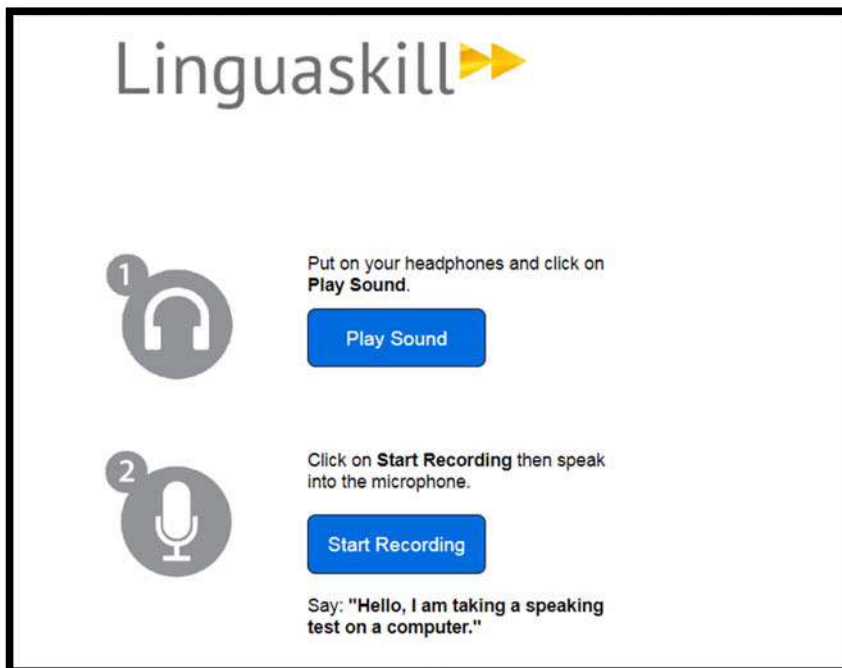 Linguaskill
1
Put on your headphones and click on
Play Sound.
Play Sound
2
Click on Start Recording then speak
into the microphone.
Start Recording
Say: "Hello, I am taking a speaking
test on a computer."